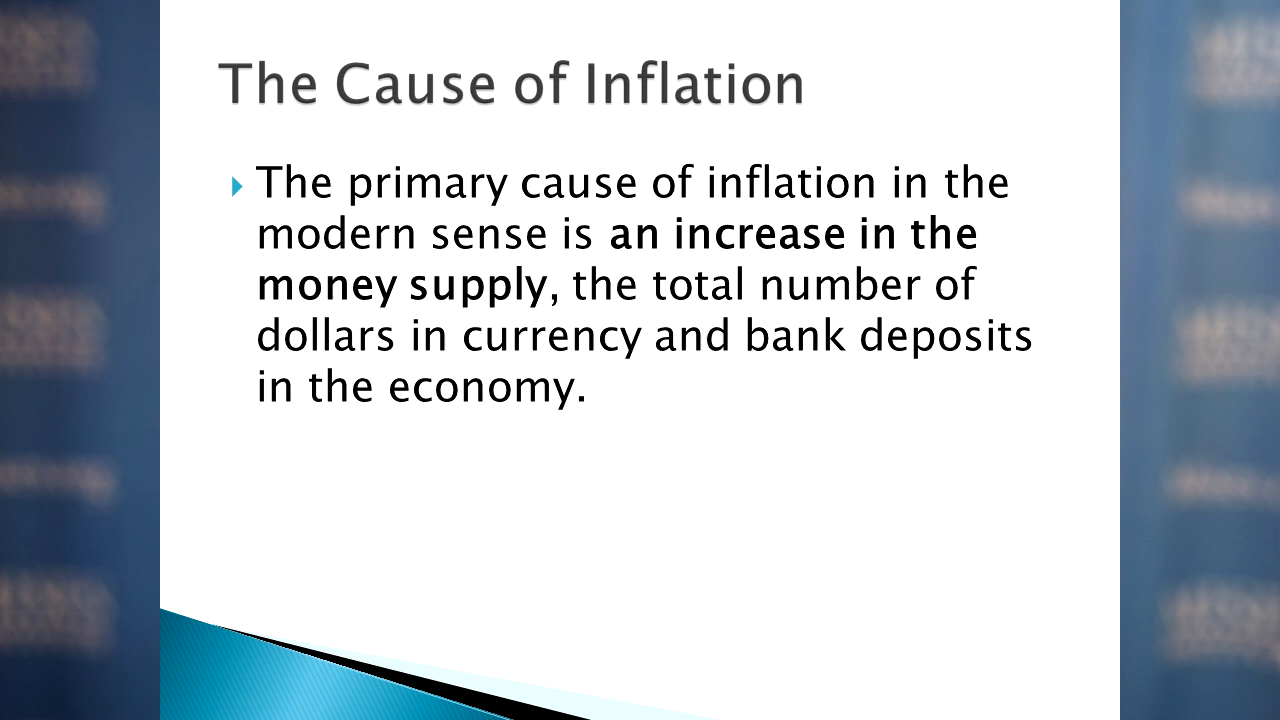 The Cause of Inflation
The primary cause of inflation in the
modern sense is an increase in the
money supply, the total number of
dollars in currency and bank deposits
in the economy.